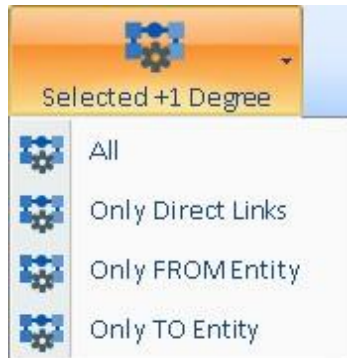 Selected +1 Degree
All
Only Direct Links
Only FROM Entity
Only TO Entity